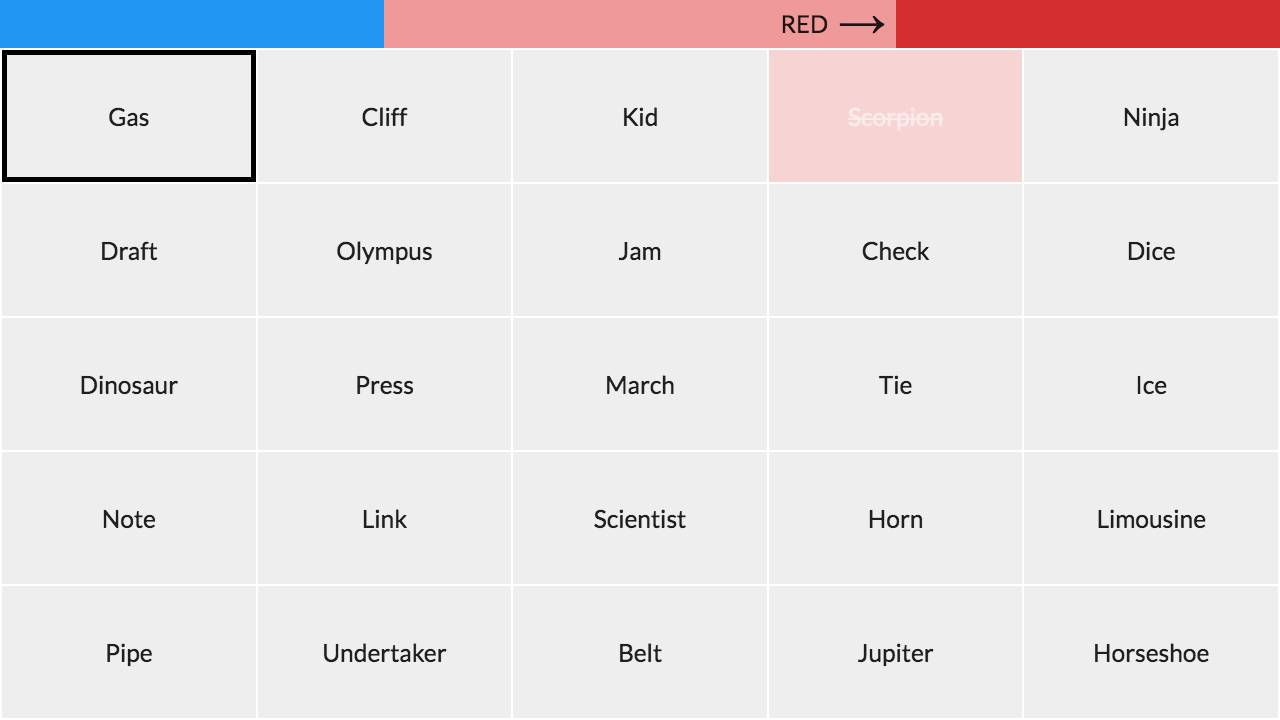 RED →
Gas
Cliff
Kid
Scorpion
Ninja
Draft
Olympus
Jam
Check
Dice
Dinosaur
Press
March
Tie
Ice
Note
Link
Scientist
Horn
Limousine
Pipe
Undertaker
Belt
Jupiter
Horseshoe